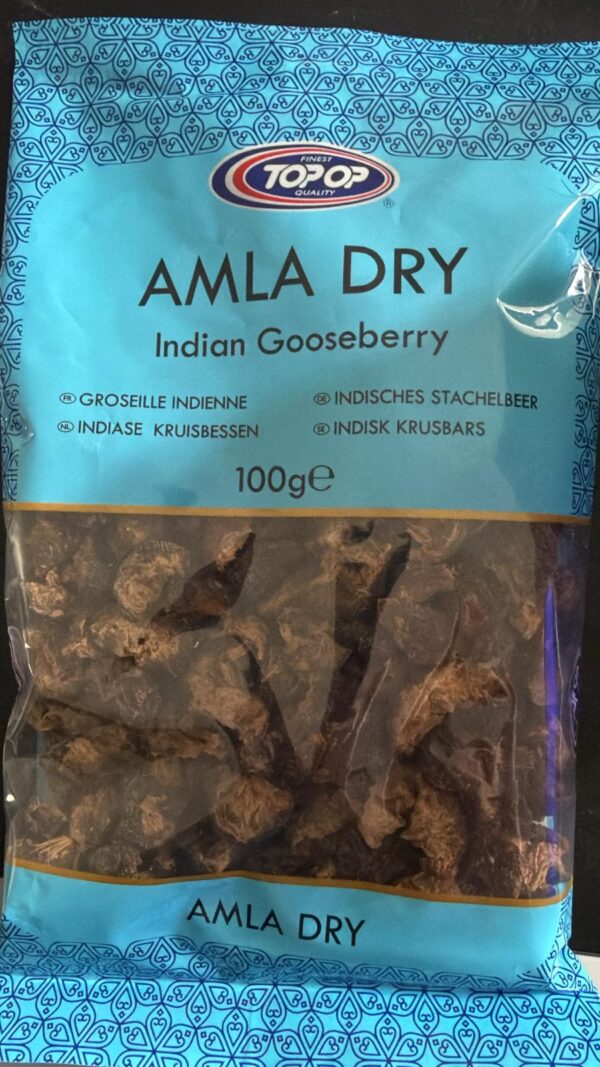 FINEST
TOPOP
QUALITY
®
AMLA DRY
Indian Gooseberry
FR GROSEILLE INDIENNE
DE INDISCHES STACHELBEER
NL INDIASE KRUISBESSEN
SE INDISK KRUSBARS
100g℮
AMLA DRY